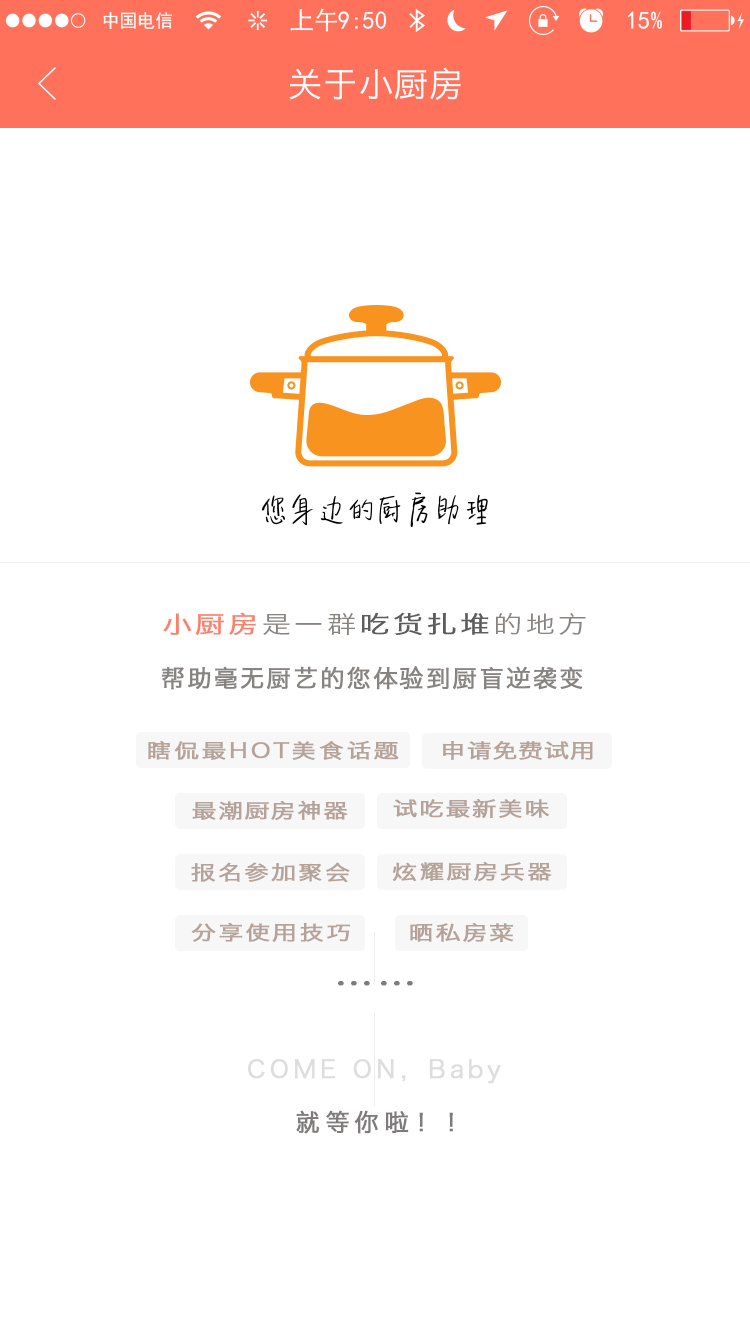 中国电信 上午9:50 15%
关于小厨房
您身边的厨房助理
小厨房是一群吃货扎堆的地方
帮助毫无厨艺的您体验到厨盲逆袭变
瞎侃最HOT美食话题 申请免费试用
最潮厨房神器 试吃最新美味
报名参加聚会 炫耀厨房兵器
分享使用技巧 晒私房菜
……
COME ON, Baby
就等你啦！！